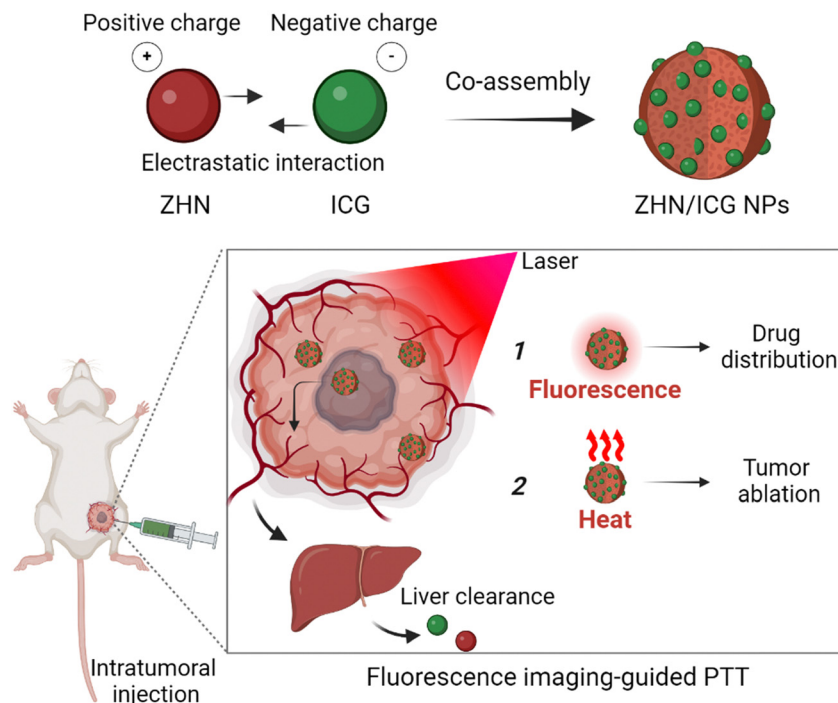 Positive charge
Negative charge
+
-
Co-assembly
Electrastatic interaction
ZHN
ICG
ZHN/ICG NPs
Laser
1
Fluorescence
Drug
distribution
2
Heat
Tumor
ablation
Liver clearance
Intratumoral
injection
Fluorescence imaging-guided PTT